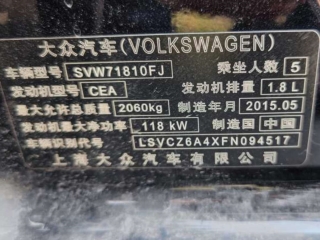 大众汽车(VOLKSWAGEN)
车辆型号 SVW71810FJ 乘坐人数 5
发动机型号 CEA 发动机排量 1.8 L
最大允许总质量 2060kg 制造年月 2015.05
发动机最大净功率 118 kW 制造国 中国
车辆识别代号 LSVCZ6A4XFN094517
上海大众汽车有限公司